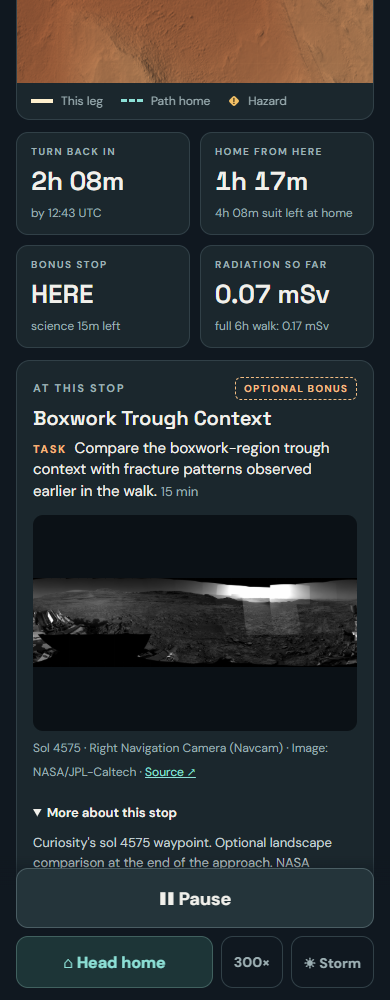 This leg Path home Hazard
TURN BACK IN
2h 08m
by 12:43 UTC
HOME FROM HERE
1h 17m
4h 08m suit left at home
BONUS STOP
HERE
science 15m left
RADIATION SO FAR
0.07 mSv
full 6h walk: 0.17 mSv
AT THIS STOP
OPTIONAL BONUS
Boxwork Trough Context
TASK Compare the boxwork-region trough
context with fracture patterns observed
earlier in the walk. 15 min
Sol 4575 · Right Navigation Camera (Navcam) · Image:
NASA/JPL-Caltech · Source ↗
▼ More about this stop
Curiosity's sol 4575 waypoint. Optional landscape
comparison at the end of the approach. NASA
Pause
⌂ Head home
300×
☀ Storm